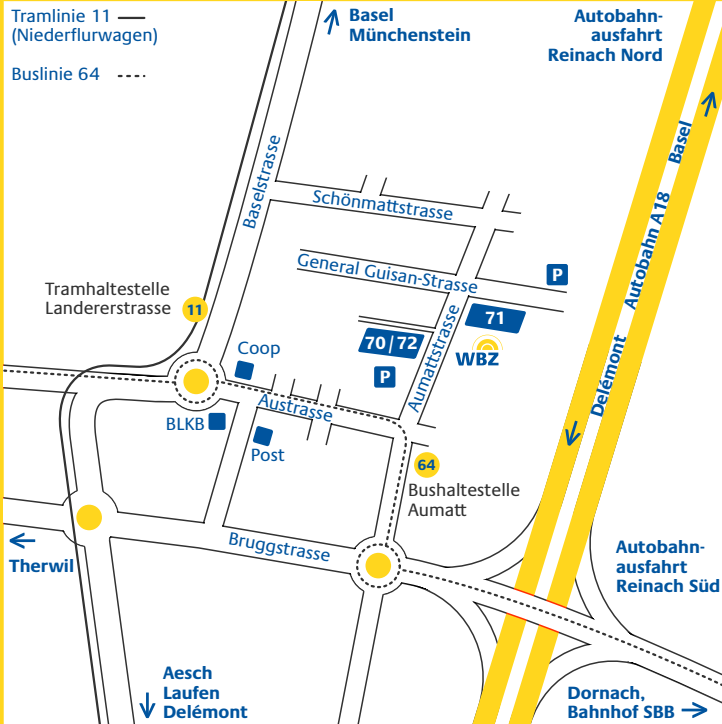 Tramlinie 11
(Niederflurwagen)
Buslinie 64
Basel
Münchenstein
Autobahn-
ausfahrt
Reinach Nord
Baselstrasse
Schönmattstrasse
General Guisan-Strasse
Aumattstrasse
Basel
Autobahn A18
Delémont
P
Tramhaltestelle
Landererstrasse
11
71
70|72
WBZ
P
Coop
Austrasse
BLKB
Post
64
Bushaltestelle
Aumatt
Bruggstrasse
Therwil
Autobahn-
ausfahrt
Reinach Süd
Aesch
Laufen
Delémont
Dornach,
Bahnhof SBB